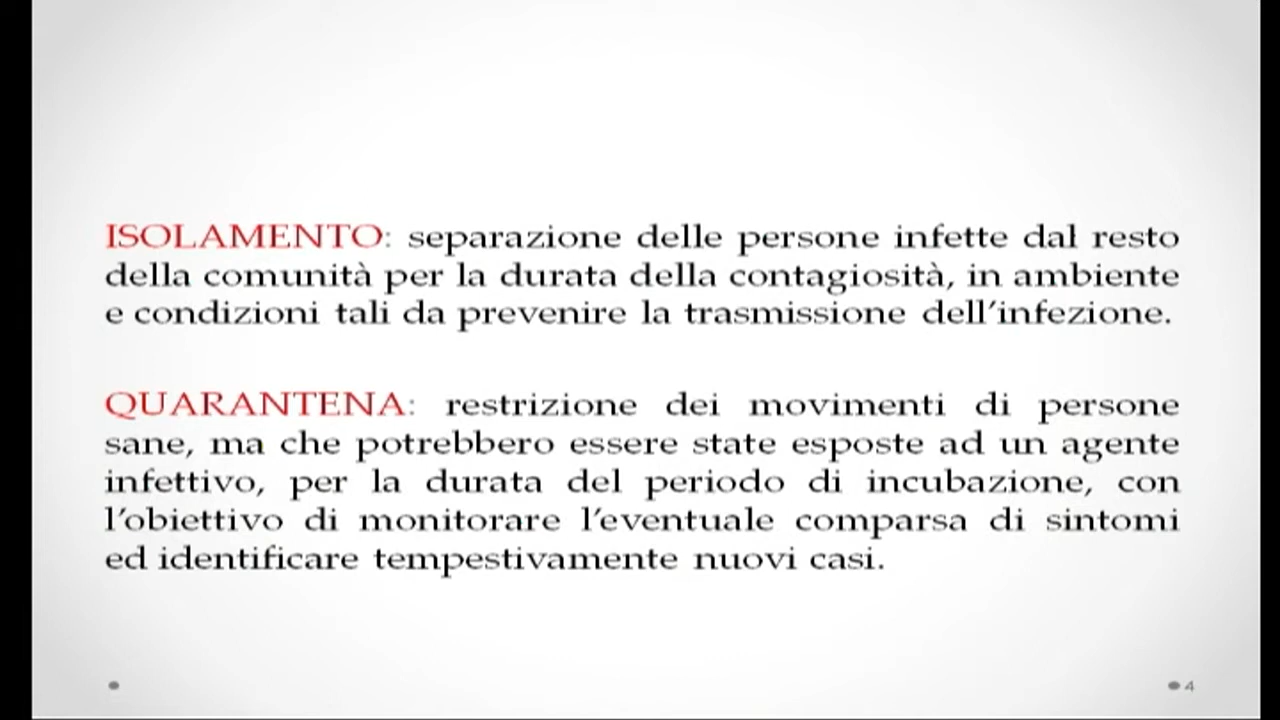 ISOLAMENTO: separazione delle persone infette dal resto
della comunità per la durata della contagiosità, in ambiente
e condizioni tali da prevenire la trasmissione dell’infezione.
QUARANTENA: restrizione dei movimenti di persone
sane, ma che potrebbero essere state esposte ad un agente
infettivo, per la durata del periodo di incubazione, con
l’obiettivo di monitorare l’eventuale comparsa di sintomi
ed identificare tempestivamente nuovi casi.
4